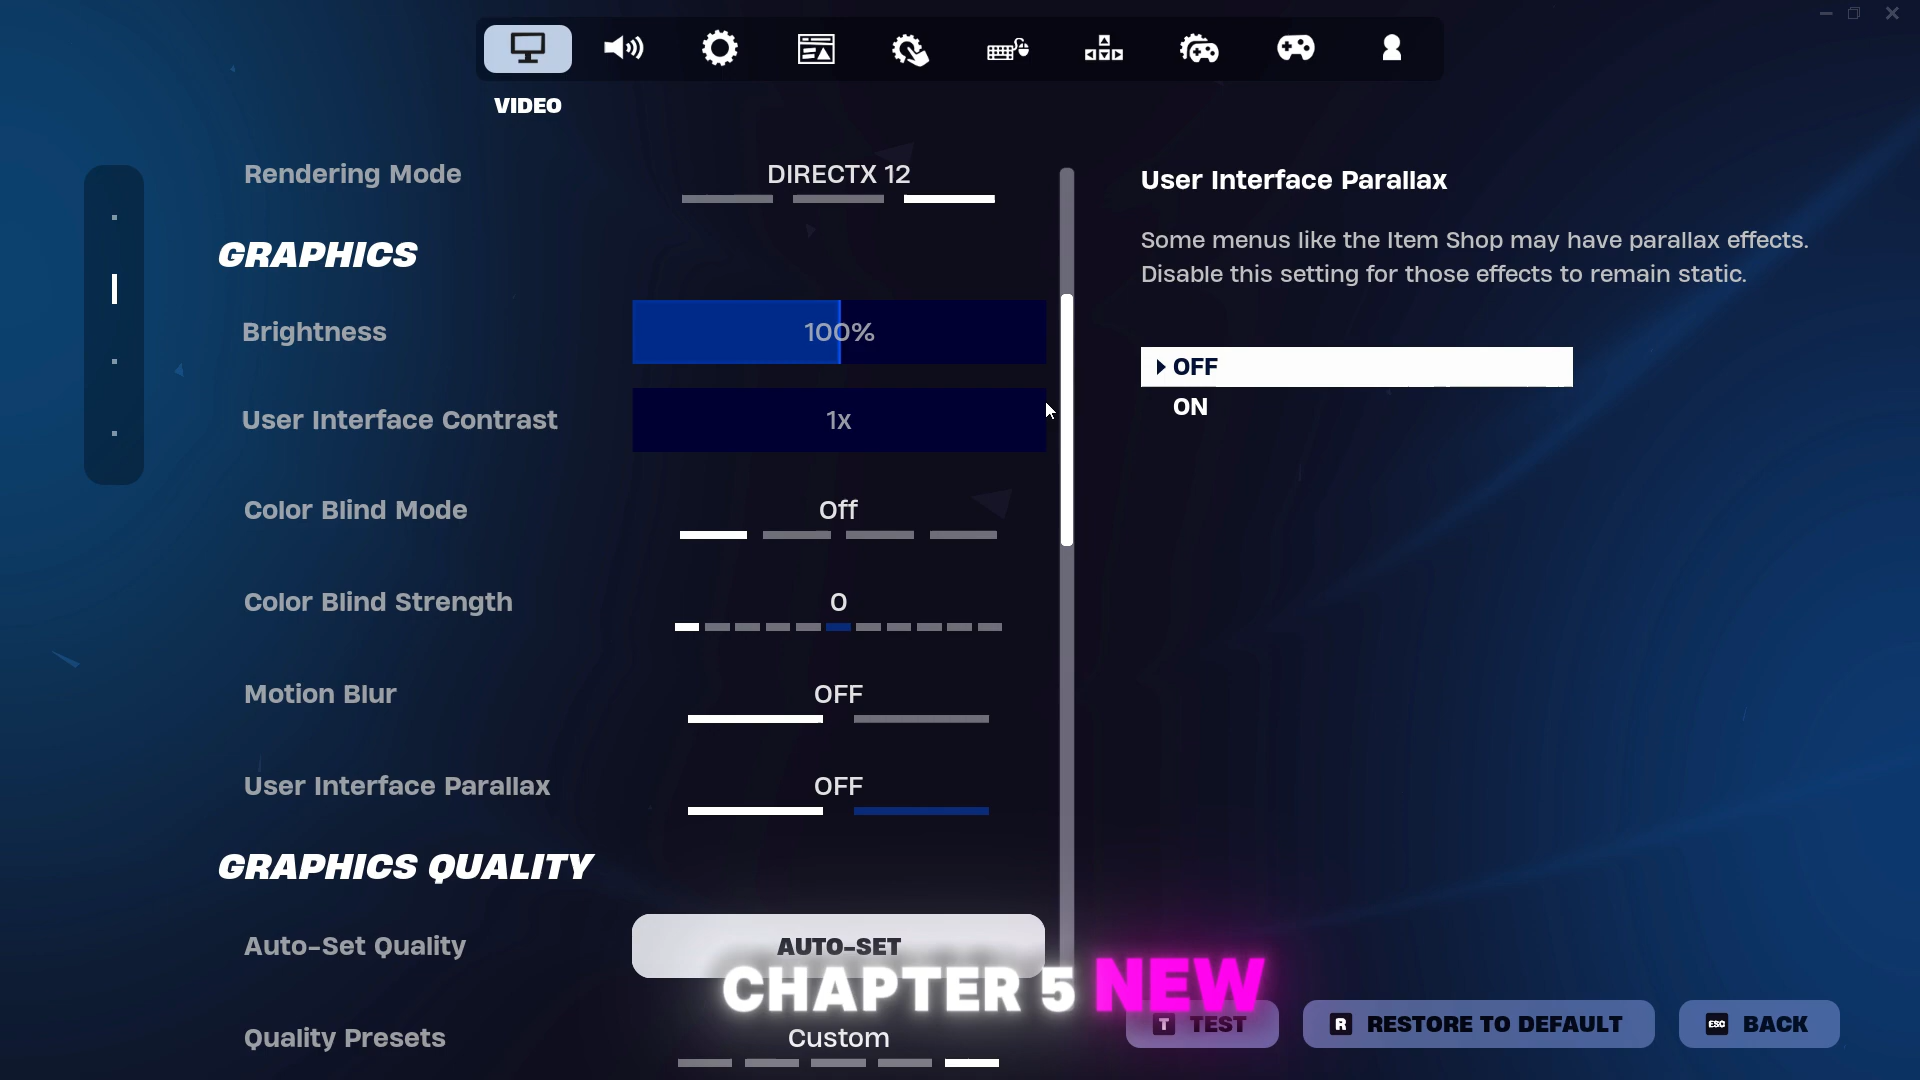 VIDEO
Rendering Mode
DIRECTX 12
GRAPHICS
Brightness
100%
User Interface Contrast
1x
Color Blind Mode
Off
Color Blind Strength
0
Motion Blur
OFF
User Interface Parallax
OFF
GRAPHICS QUALITY
Auto-Set Quality
AUTO-SET
Quality Presets
Custom
User Interface Parallax
Some menus like the Item Shop may have parallax effects.
Disable this setting for those effects to remain static.
OFF
ON
CHAPTER 5 NEW
T TEST
R RESTORE TO DEFAULT
ESC BACK